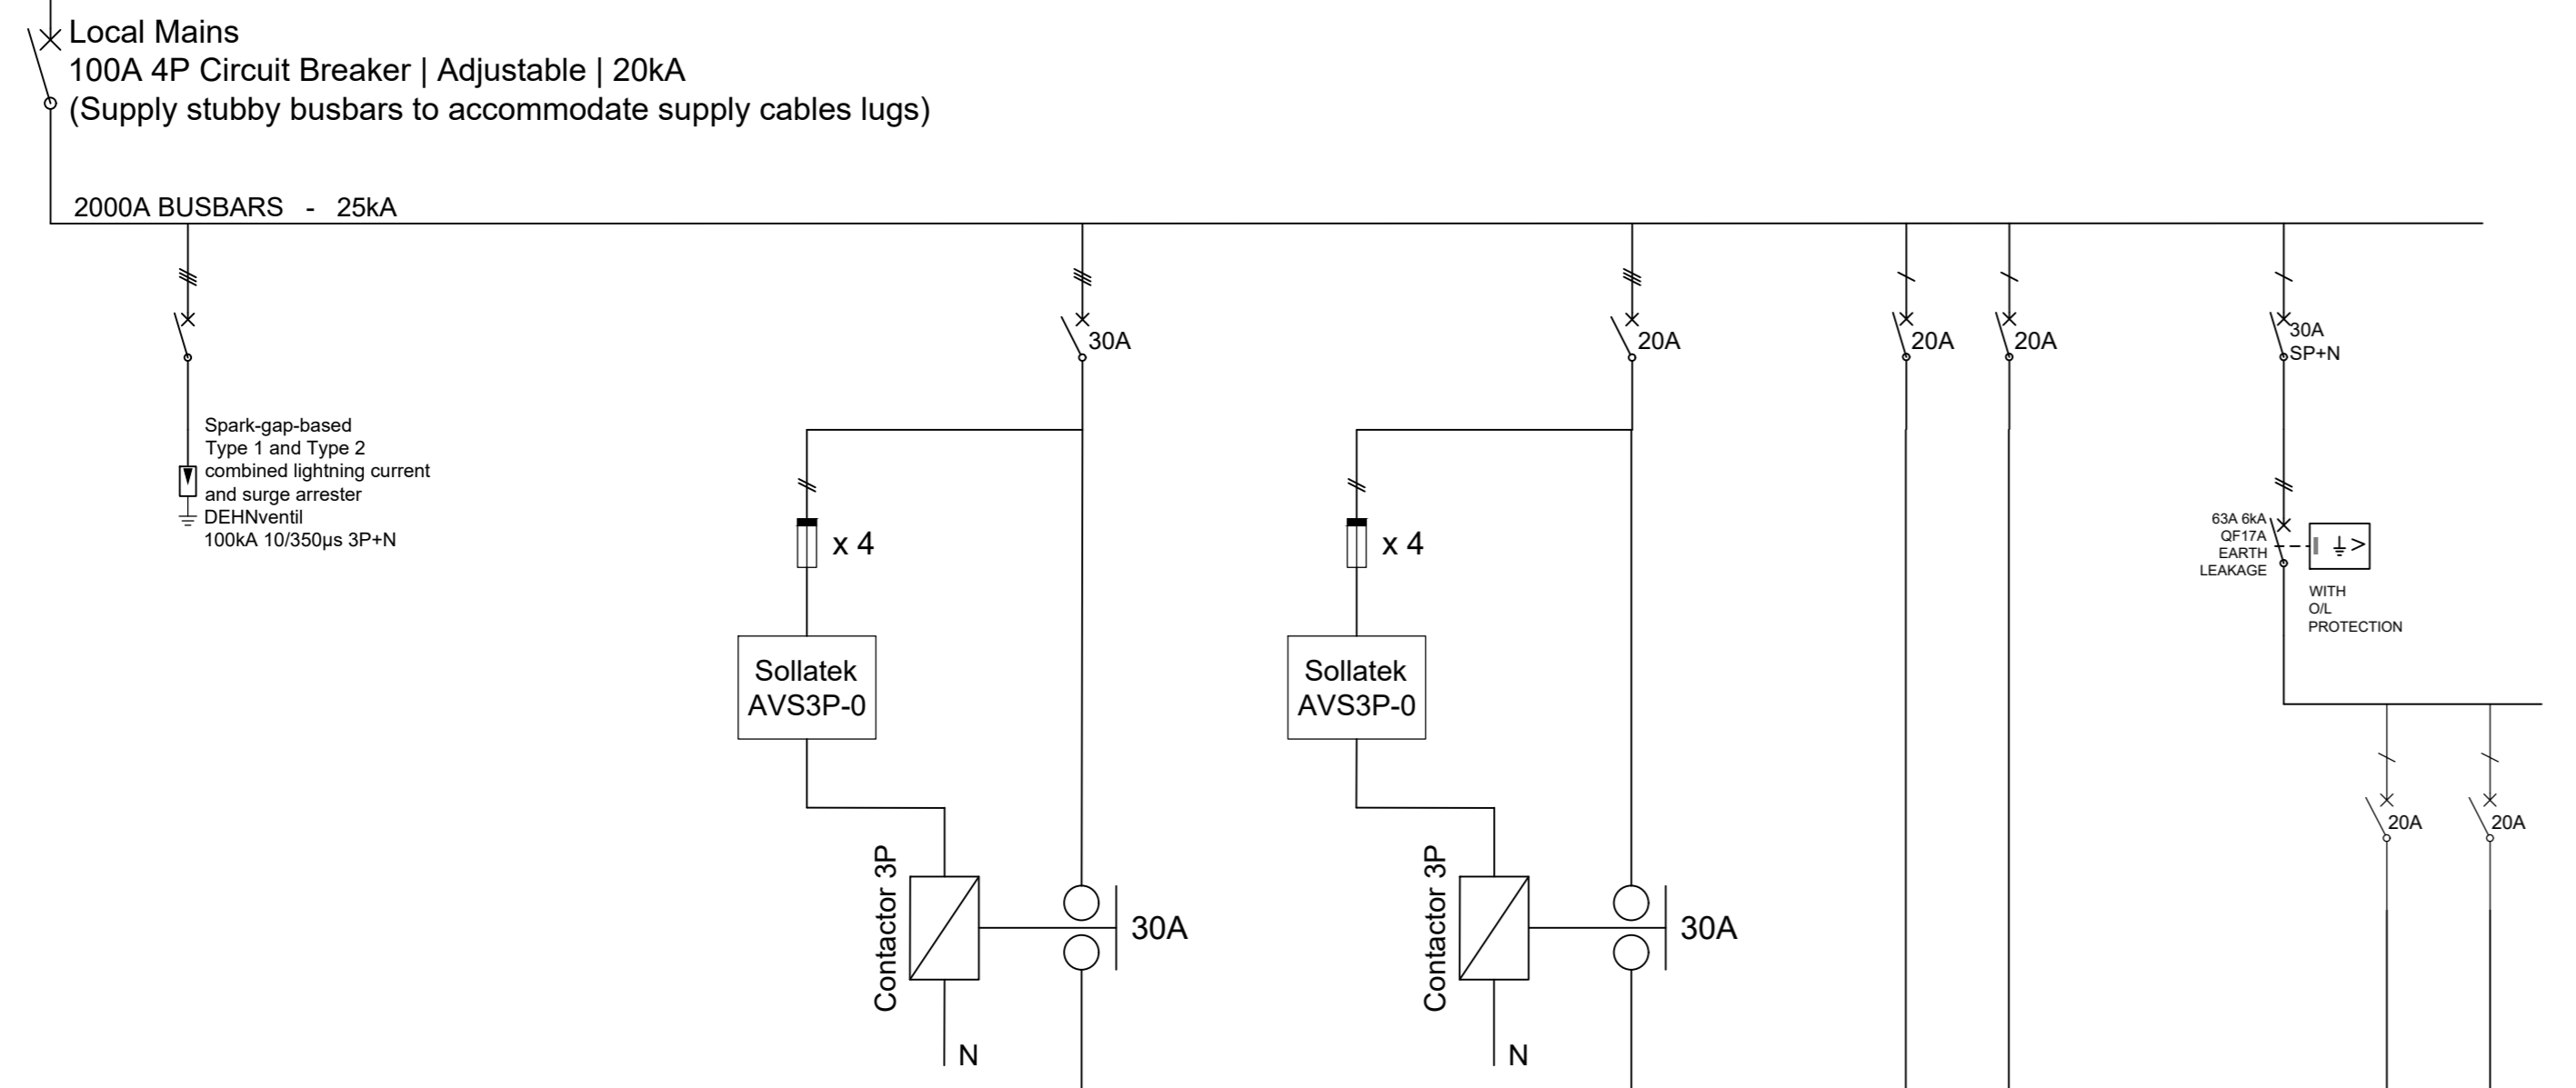 Local Mains
100A 4P Circuit Breaker | Adjustable | 20kA
(Supply stubby busbars to accommodate supply cables lugs)
2000A BUSBARS - 25kA
30A
20A
20A
20A
30A
SP+N
Spark-gap-based
Type 1 and Type 2
combined lightning current
and surge arrester
DEHNventil
100kA 10/350µs 3P+N
x 4
x 4
63A 6kA
QF17A
EARTH
LEAKAGE
WITH
O/L
PROTECTION
Sollatek
AVS3P-0
Sollatek
AVS3P-0
20A
20A
Contactor 3P
30A
Contactor 3P
30A
N
N